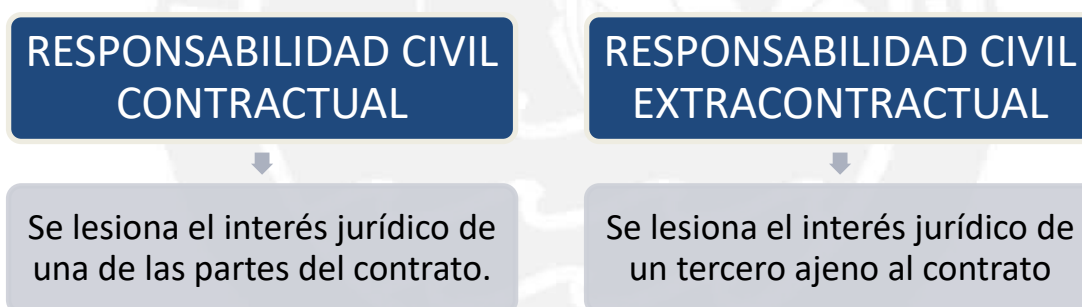 RESPONSABILIDAD CIVIL
CONTRACTUAL
Se lesiona el interés jurídico de
una de las partes del contrato.
RESPONSABILIDAD CIVIL
EXTRACONTRACTUAL
Se lesiona el interés jurídico de
un tercero ajeno al contrato